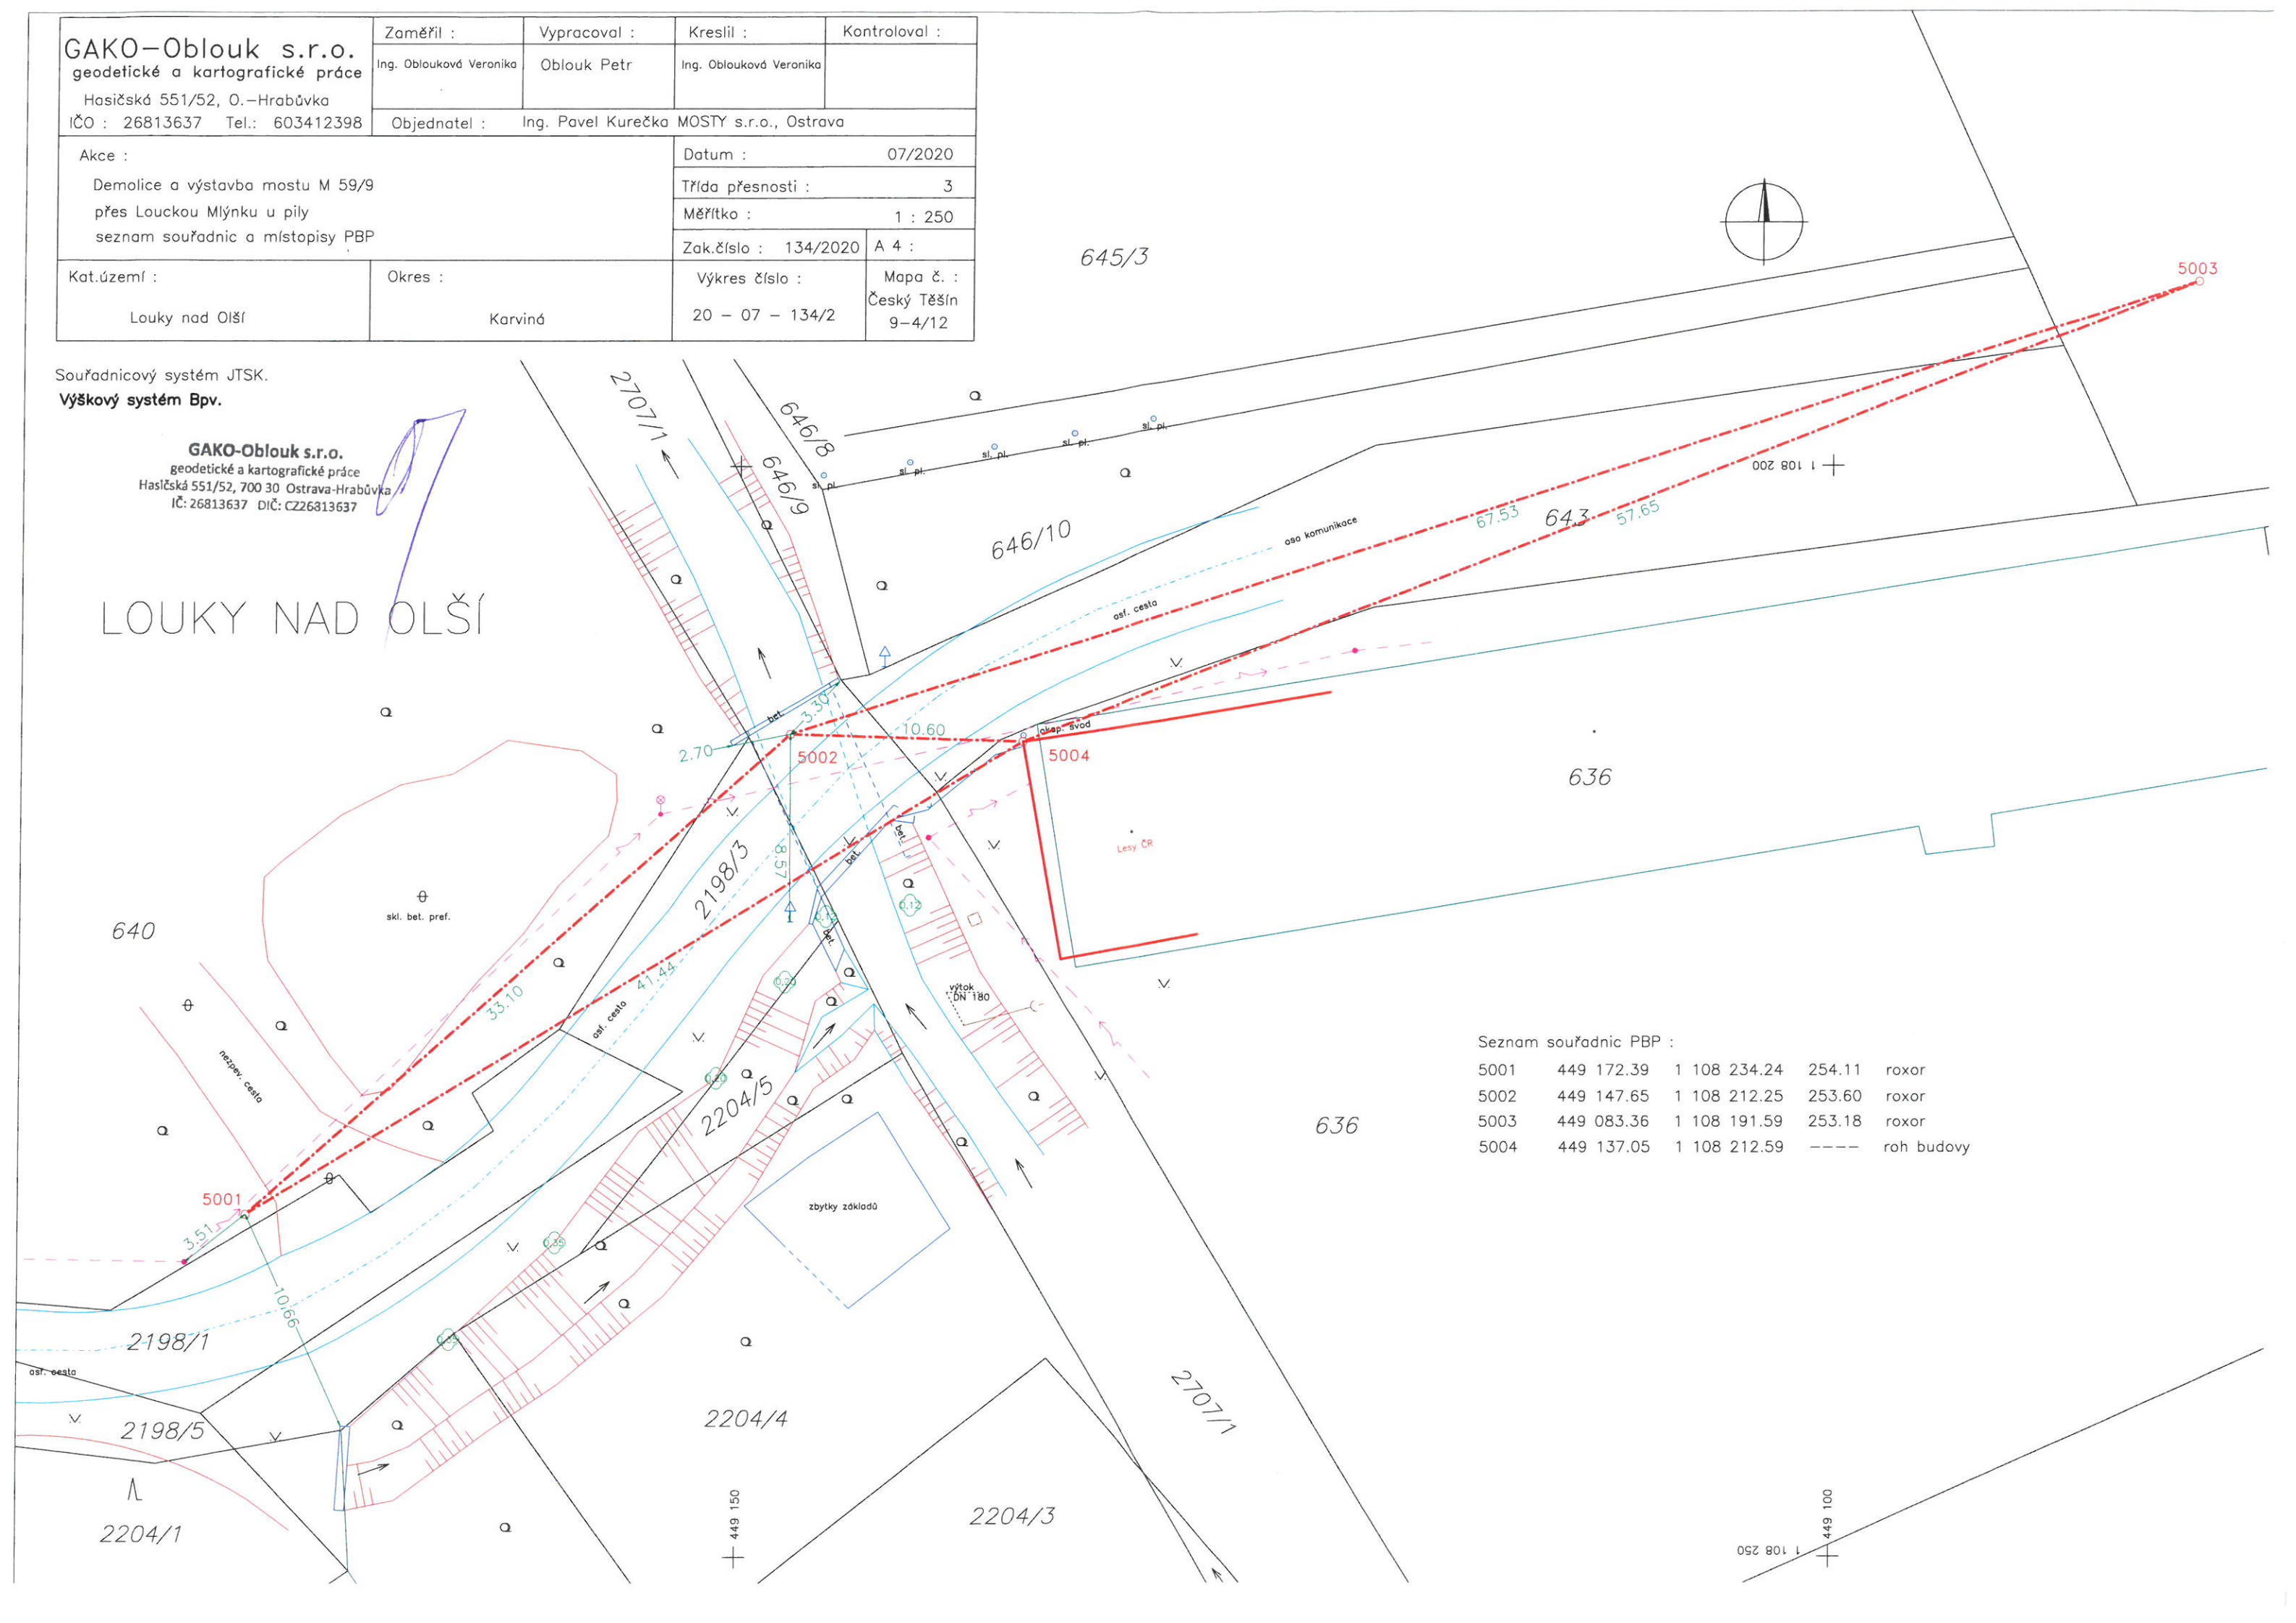 GAKO-Oblouk s.r.o.
geodetické a kartografické práce
Hasičská 551/52, O.-Hrabůvka
IČO : 26813637 Tel.: 603412398
Zaměřil :
Ing. Oblouková Veronika
Vypracoval :
Oblouk Petr
Kreslil :
Ing. Oblouková Veronika
Kontroloval :
Objednatel : Ing. Pavel Kurečka MOSTY s.r.o., Ostrava
Akce :
Demolice a výstavba mostu M 59/9
přes Louckou Mlýnku u pily
seznam souřadnic a místopisy PBP
Datum : 07/2020
Třída přesnosti : 3
Měřítko : 1 : 250
Zak.číslo : 134/2020
A 4 :
Kat.území :
Louky nad Olší
Okres :
Karviná
Výkres číslo :
20 - 07 - 134/2
Mapa č. :
Český Těšín
9-4/12
Souřadnicový systém JTSK.
Výškový systém Bpv.
GAKO-Oblouk s.r.o.
geodetické a kartografické práce
Hasičská 551/52, 700 30 Ostrava-Hrabůvka
IČ: 26813637 DIČ: CZ26813637
LOUKY NAD OLŠÍ
645/3
5003
2707/1
646/8
646/9
sl. pl.
sl. pl.
sl. pl.
sl. pl.
sl. pl.
646/10
osa komunikace
asf. cesta
67.53
643
57.65
1 108 200
bet.
3.30
2.70
5002
10.60
okap. svod
5004
636
Lesy ČR
8.57
2198/3
bet.
bet.
0.12
0.12
bet.
skl. bet. pref.
640
33.10
41.44
asf. cesta
0.20
0.20
výtok
DN 180
nezpev. cesta
2204/5
636
zbytky základů
5001
3.51
10.66
0.35
0.35
2198/1
asf. cesta
2198/5
2204/1
2204/4
2204/3
2707/1
449 150
449 100
1 108 250
Seznam souřadnic PBP :
5001 449 172.39 1 108 234.24 254.11 roxor
5002 449 147.65 1 108 212.25 253.60 roxor
5003 449 083.36 1 108 191.59 253.18 roxor
5004 449 137.05 1 108 212.59 ---- roh budovy